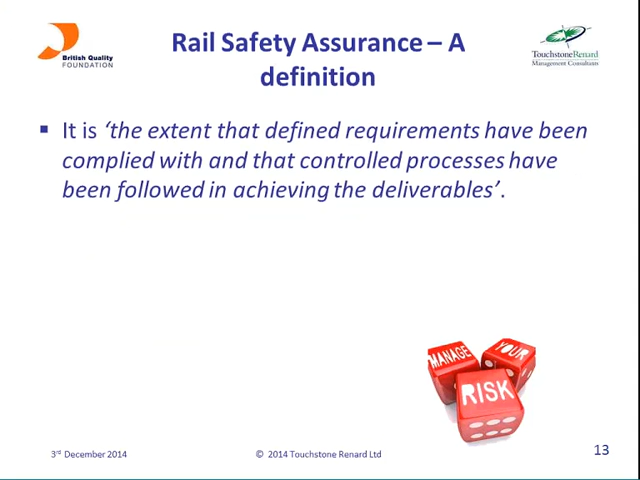 British Quality
FOUNDATION
Rail Safety Assurance – A
definition
TouchstoneRenard
Management Consultants
▪ It is ‘the extent that defined requirements have been
complied with and that controlled processes have
been followed in achieving the deliverables’.
MANAGE
YOUR
RISK
3rd December 2014
© 2014 Touchstone Renard Ltd
13